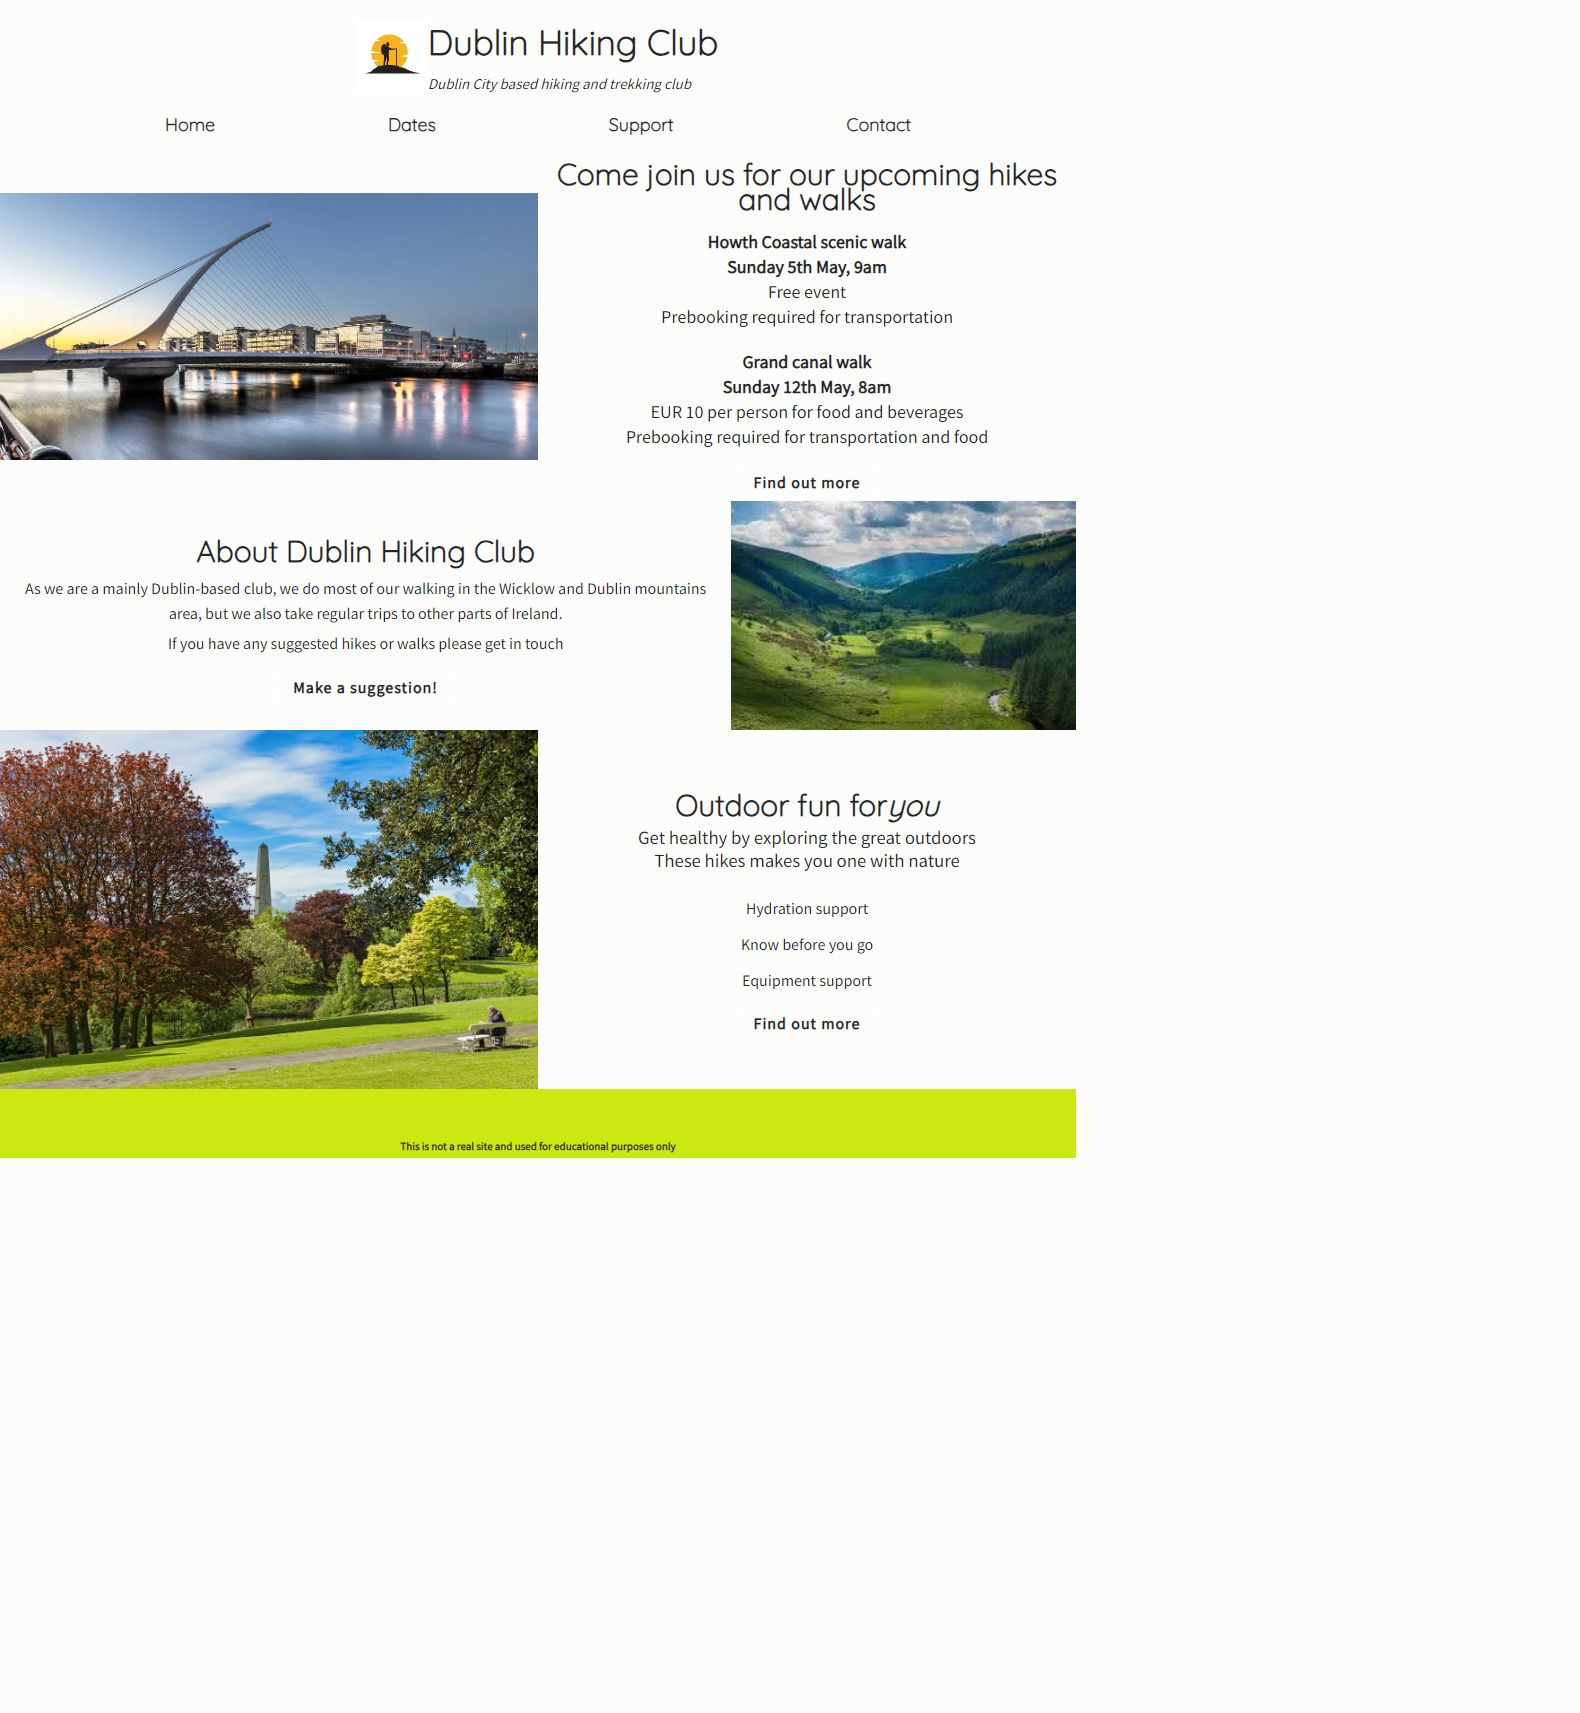 Dublin Hiking Club
Dublin City based hiking and trekking club
Home
Dates
Support
Contact
Come join us for our upcoming hikes
and walks
Howth Coastal scenic walk
Sunday 5th May, 9am
Free event
Prebooking required for transportation
Grand canal walk
Sunday 12th May, 8am
EUR 10 per person for food and beverages
Prebooking required for transportation and food
Find out more
About Dublin Hiking Club
As we are a mainly Dublin-based club, we do most of our walking in the Wicklow and Dublin mountains
area, but we also take regular trips to other parts of Ireland.
If you have any suggested hikes or walks please get in touch
Make a suggestion!
Outdoor fun foryou
Get healthy by exploring the great outdoors
These hikes makes you one with nature
Hydration support
Know before you go
Equipment support
Find out more
This is not a real site and used for educational purposes only